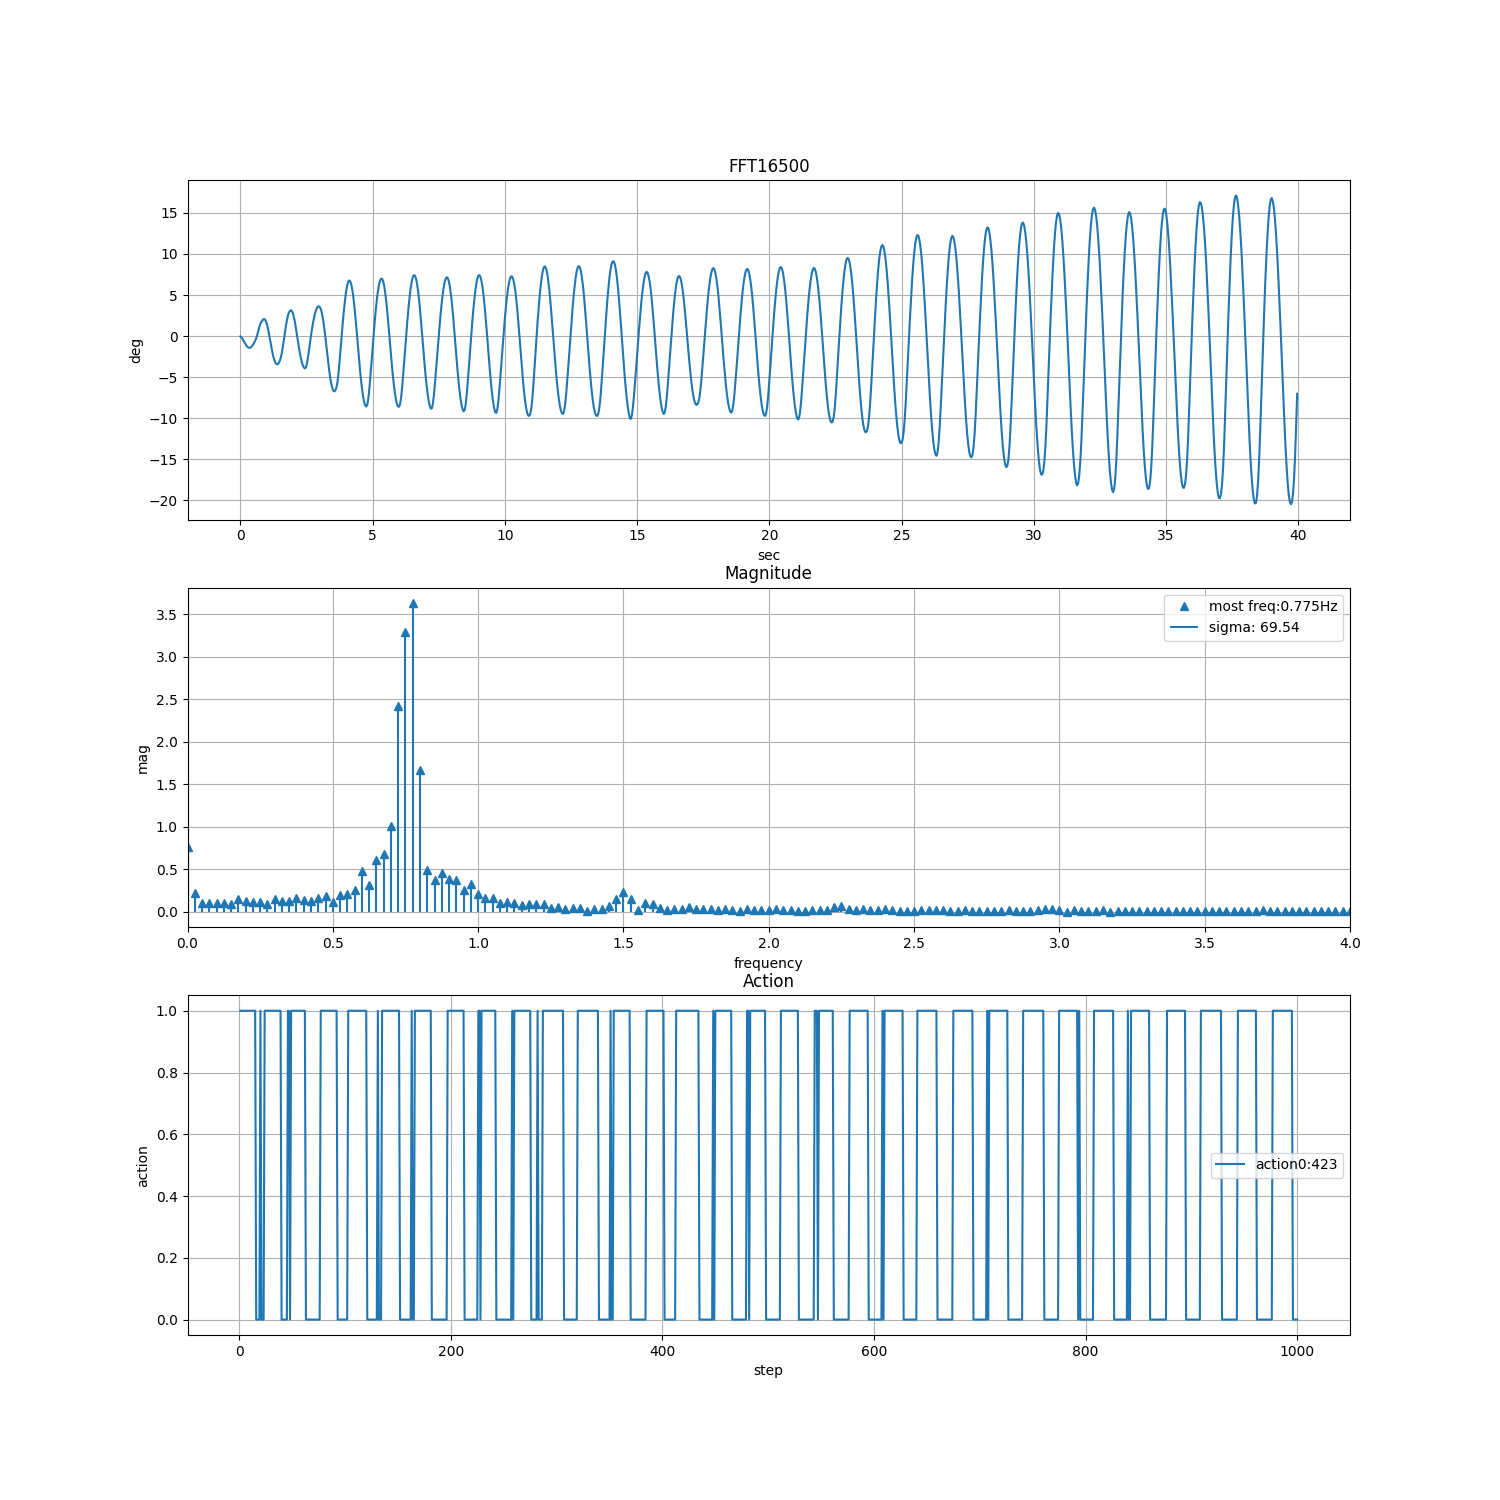 FFT16500
15
10
5
0
−5
−10
−15
−20
deg
0 5 10 15 20 25 30 35 40
sec
Magnitude
3.5
3.0
2.5
2.0
1.5
1.0
0.5
0.0
mag
most freq:0.775Hz
sigma: 69.54
0.0 0.5 1.0 1.5 2.0 2.5 3.0 3.5 4.0
frequency
Action
1.0
0.8
0.6
0.4
0.2
0.0
action
action0:423
0 200 400 600 800 1000
step